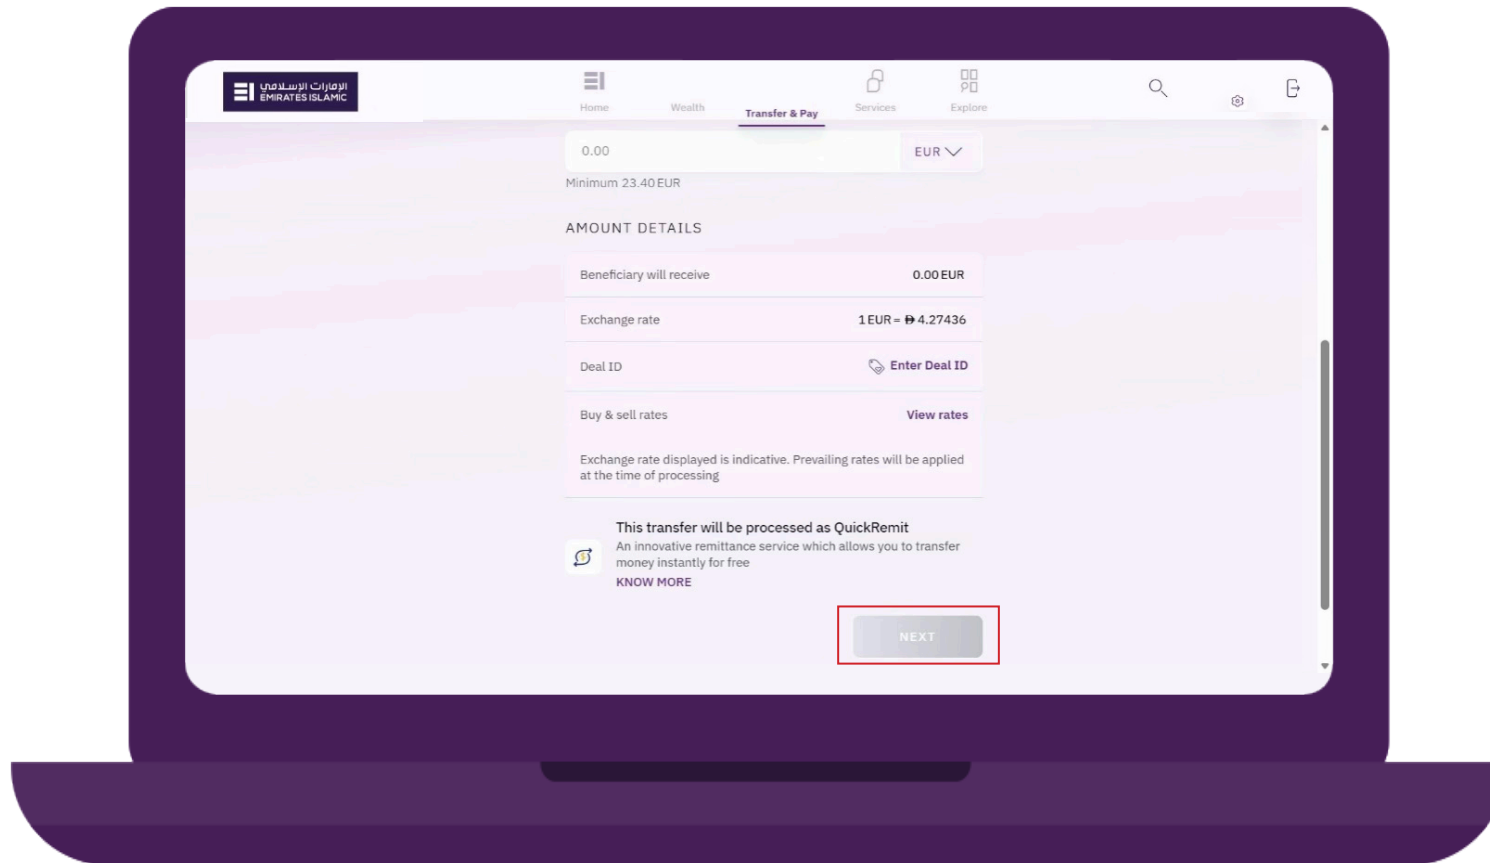 الإمارات الإسلامي
EMIRATES ISLAMIC
Home
Wealth
Transfer & Pay
Services
Explore
0.00
EUR
Minimum 23.40 EUR
AMOUNT DETAILS
Beneficiary will receive
0.00 EUR
Exchange rate
1 EUR = 4.27436
Deal ID
Enter Deal ID
Buy & sell rates
View rates
Exchange rate displayed is indicative. Prevailing rates will be applied
at the time of processing
This transfer will be processed as QuickRemit
An innovative remittance service which allows you to transfer
money instantly for free
KNOW MORE
NEXT